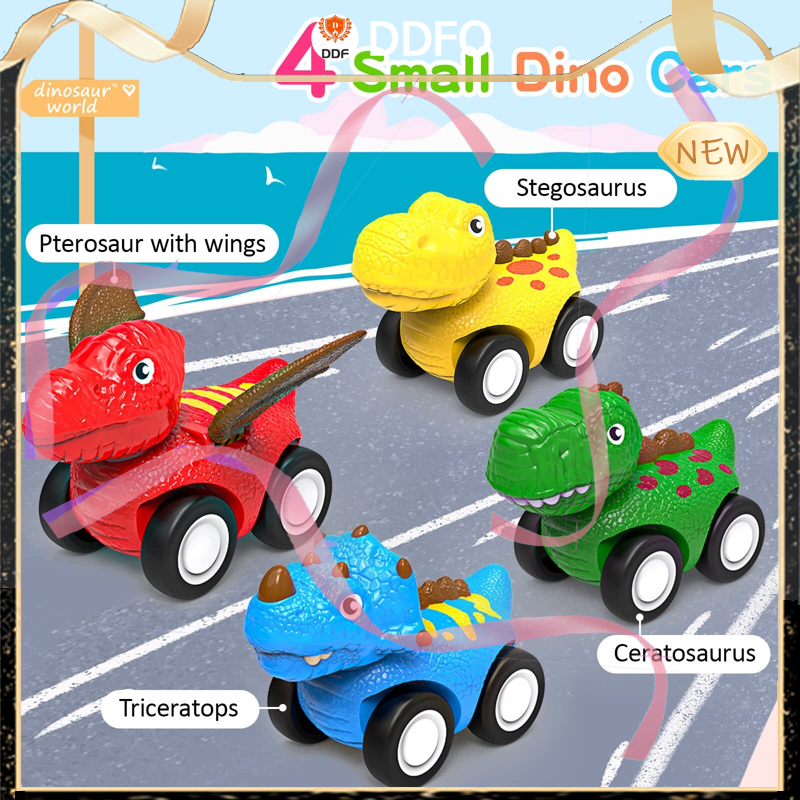 DDFO
DDF
4 Small Dino Cars
dinosaur
world
NEW
Stegosaurus
Pterosaur with wings
Ceratosaurus
Triceratops